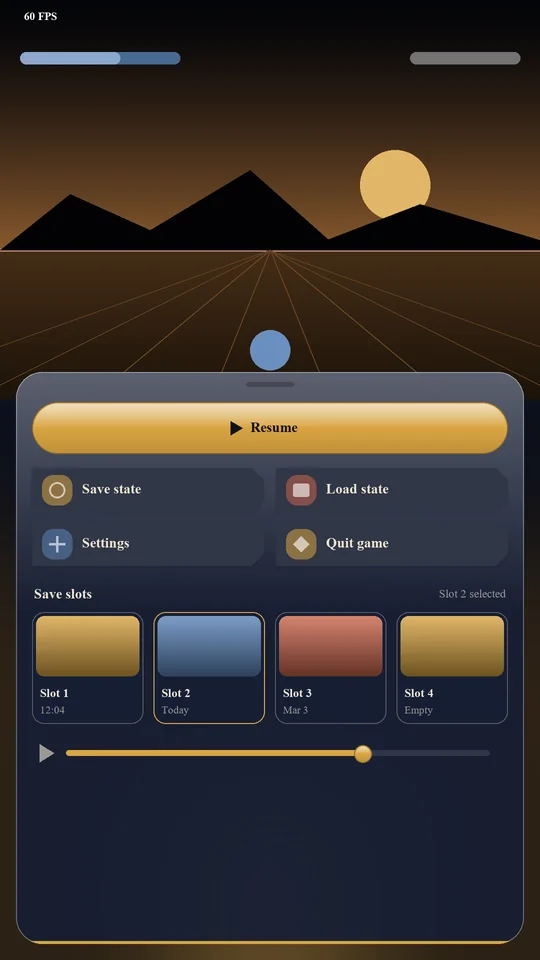 60 FPS
Resume
Save state
Load state
Settings
Quit game
Save slots
Slot 2 selected
Slot 1
12:04
Slot 2
Today
Slot 3
Mar 3
Slot 4
Empty